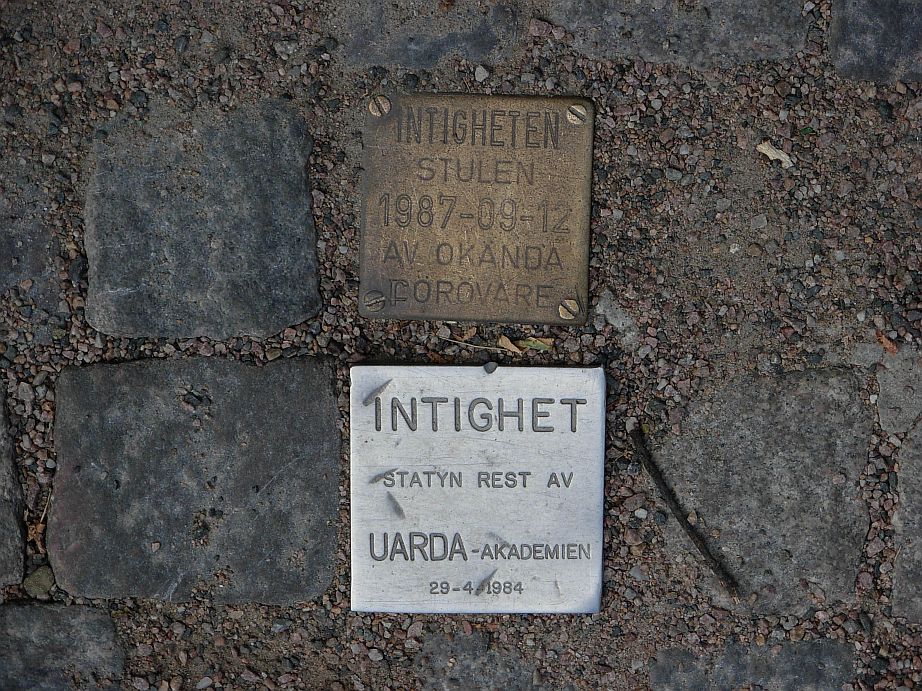 INTIGHETEN
STULEN
1987-09-12
AV OKÄNDA
FÖRÖVARE
INTIGHET
STATYN REST AV
UARDA-AKADEMIEN
29-4-1984